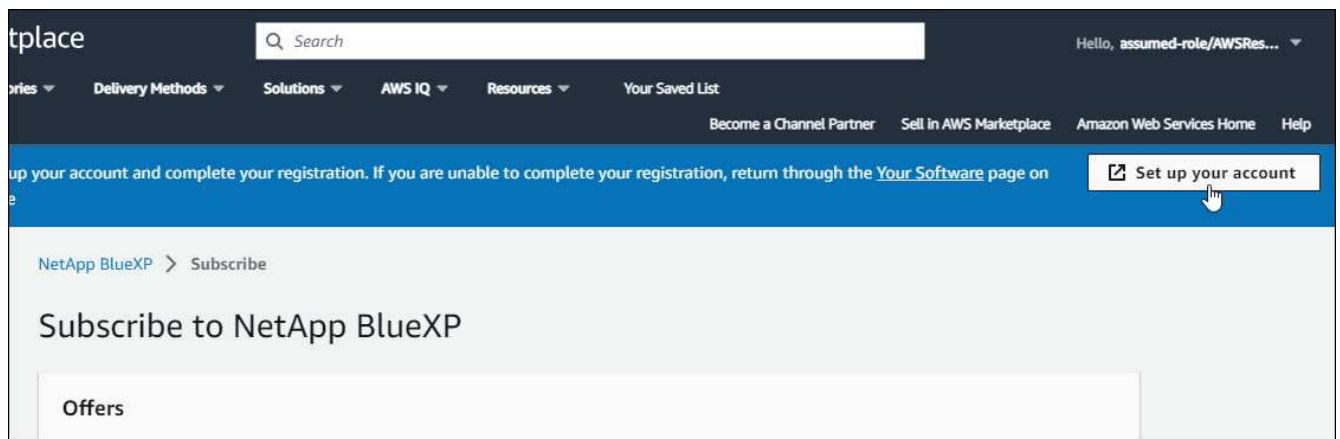 tplace
Search
Hello, assumed-role/AWSRes...
ories
Delivery Methods
Solutions
AWS IQ
Resources
Your Saved List
Become a Channel Partner
Sell in AWS Marketplace
Amazon Web Services Home
Help
up your account and complete your registration. If you are unable to complete your registration, return through the Your Software page on
e
Set up your account
NetApp BlueXP > Subscribe
Subscribe to NetApp BlueXP
Offers